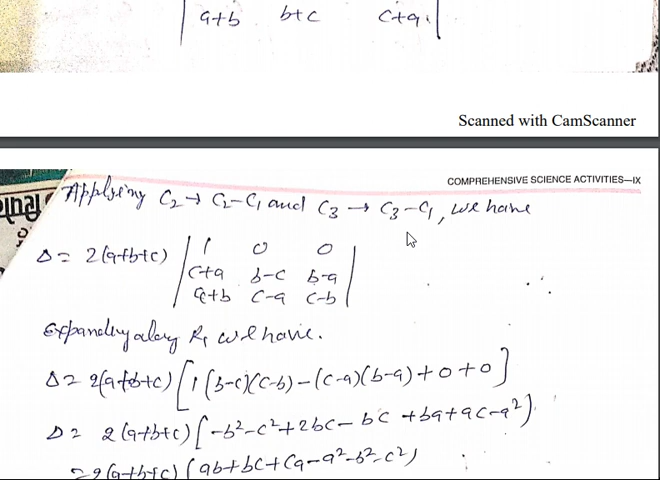 a+b b+c c+a
Scanned with CamScanner
COMPREHENSIVE SCIENCE ACTIVITIES—IX
Applying C₂→ C₂-C₁ and C₃ → C₃-C₁, we have
Δ= 2(a+b+c) | 1 0 0 |
| c+a b-c b-a |
| a+b c-a c-b |
Expanding along R₁ we have.
Δ= 2(a+b+c) [1 (b-c)(c-b) - (c-a)(b-a) + 0 + 0]
Δ= 2(a+b+c) [-b²-c²+2bc- bc +ba+ac-a²)
=2(a+b+c) (ab+bc+ca-a²-b²-c²)